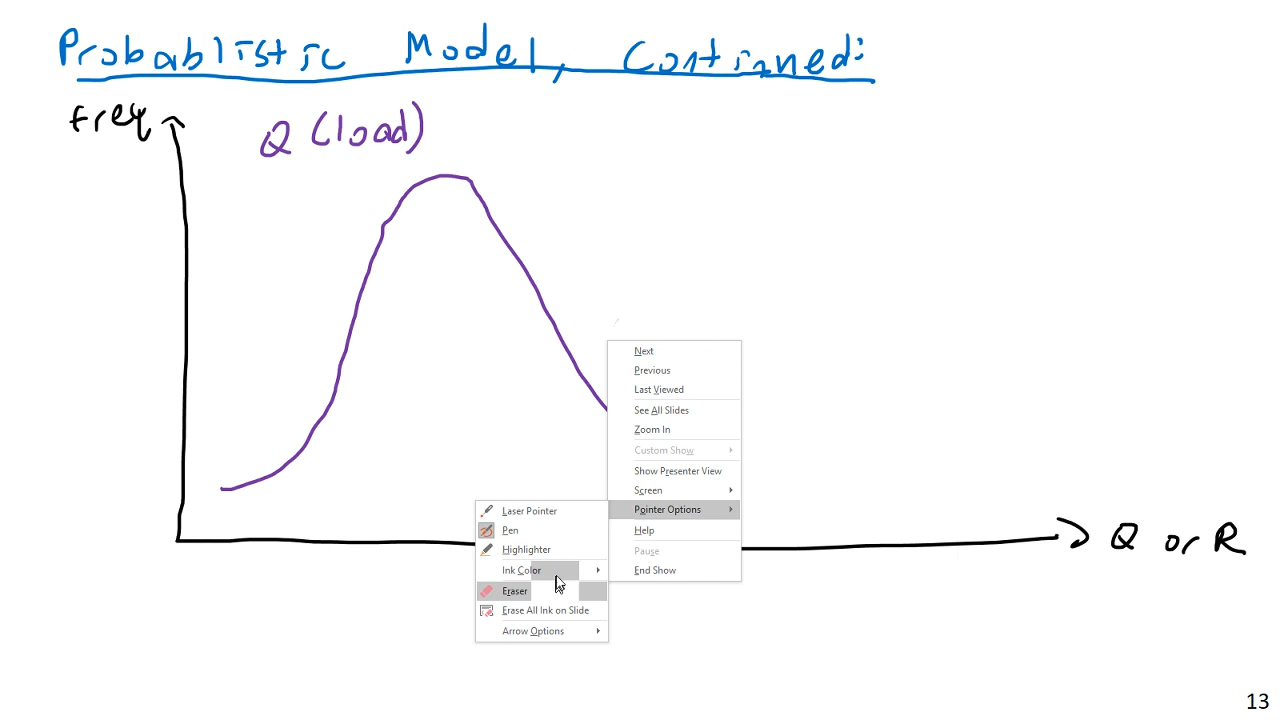 Probablistic Model, Continued:
Freq
Q (load)
Next
Previous
Last Viewed
See All Slides
Zoom In
Custom Show
Show Presenter View
Screen
Pointer Options
Help
Pause
End Show
Laser Pointer
Pen
Highlighter
Ink Color
Eraser
Erase All Ink on Slide
Arrow Options
Q or R
13